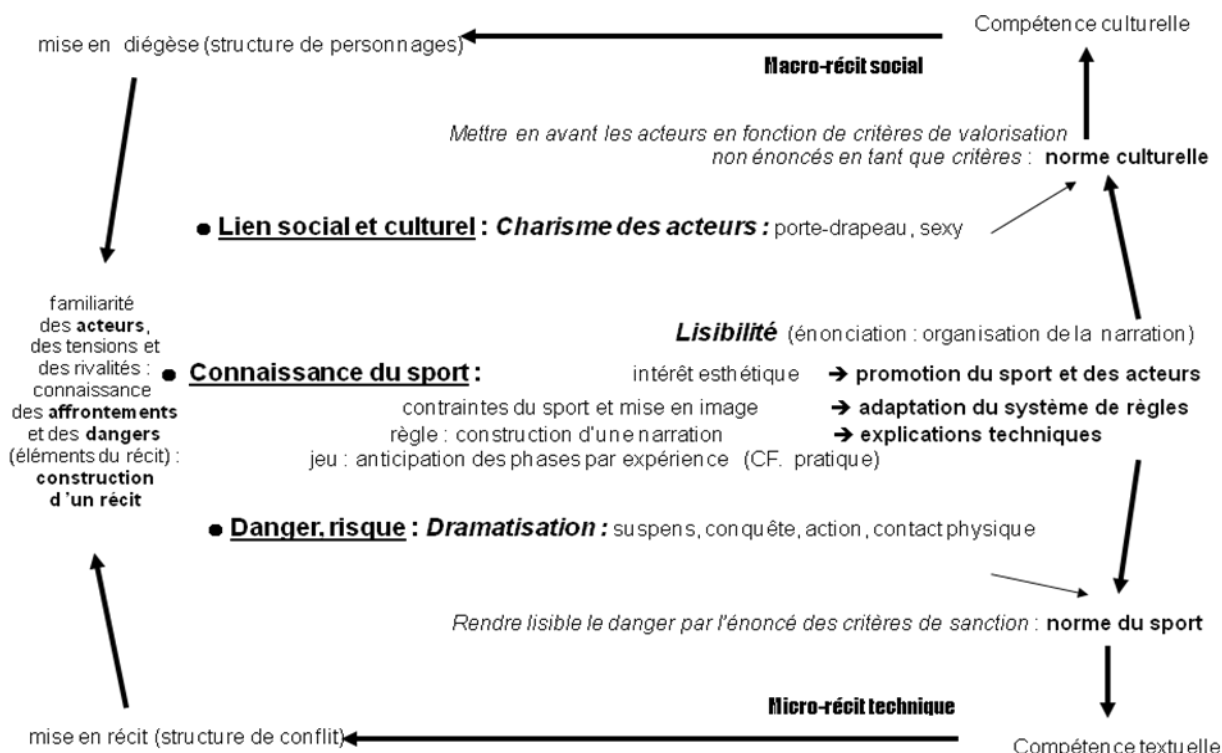 Compétence culturelle
mise en diégèse (structure de personnages)
Macro-récit social
Mettre en avant les acteurs en fonction de critères de valorisation
non énoncés en tant que critères : norme culturelle
● Lien social et culturel : Charisme des acteurs : porte-drapeau, sexy
familiarité
des acteurs,
des tensions et
des rivalités :
connaissance
des affrontements
et des dangers
(éléments du récit) :
construction
d'un récit
Lisibilité (énonciation : organisation de la narration)
● Connaissance du sport : intérêt esthétique ➔ promotion du sport et des acteurs
contraintes du sport et mise en image ➔ adaptation du système de règles
règle : construction d'une narration ➔ explications techniques
jeu : anticipation des phases par expérience (CF. pratique)
● Danger, risque : Dramatisation : suspens, conquête, action, contact physique
Rendre lisible le danger par l'énoncé des critères de sanction : norme du sport
Micro-récit technique
mise en récit (structure de conflit)
Compétence textuelle